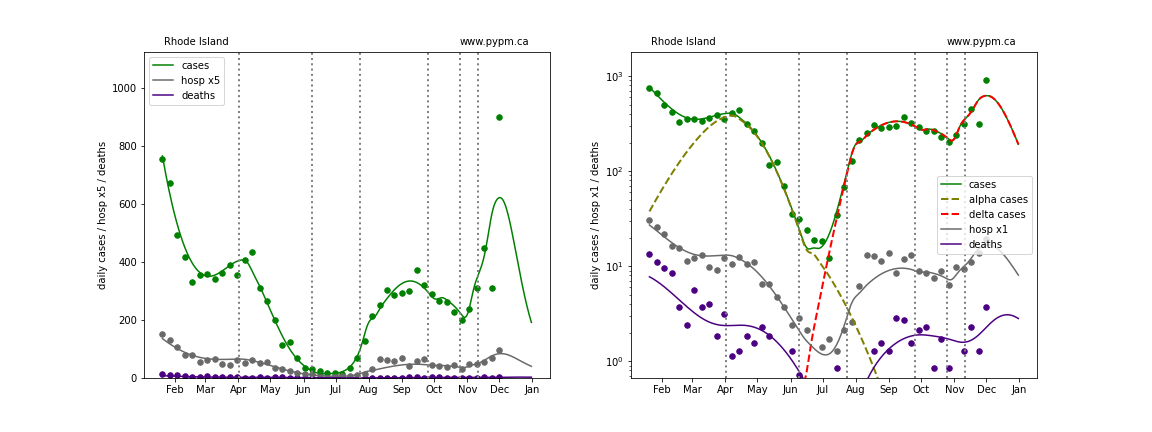 Rhode Island
www.pypm.ca
cases
hosp x5
deaths
daily cases / hosp x5 / deaths
1000
800
600
400
200
0
Feb Mar Apr May Jun Jul Aug Sep Oct Nov Dec Jan
Rhode Island
www.pypm.ca
daily cases / hosp x1 / deaths
10³
10²
10¹
10⁰
cases
alpha cases
delta cases
hosp x1
deaths
Feb Mar Apr May Jun Jul Aug Sep Oct Nov Dec Jan